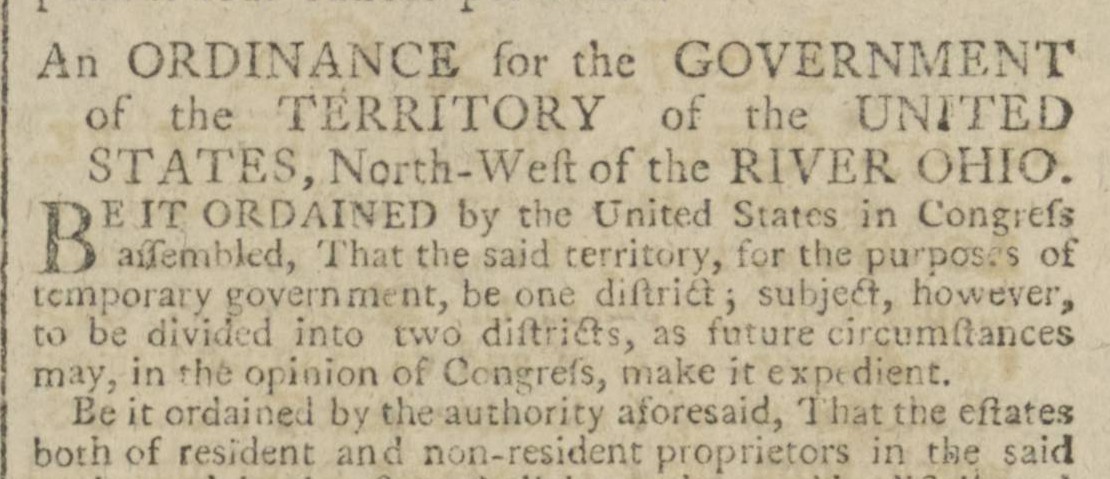 An ORDINANCE for the GOVERNMENT
of the TERRITORY of the UNITED
STATES, North-Weſt of the RIVER OHIO.
BE IT ORDAINED by the United States in Congreſs
aſſembled, That the said territory, for the purposes of
temporary government, be one diſtrict; subject, however,
to be divided into two diſtricts, as future circumſtances
may, in the opinion of Congreſs, make it expedient.
Be it ordained by the authority aforesaid, That the eſtates
both of resident and non-resident proprietors in the said